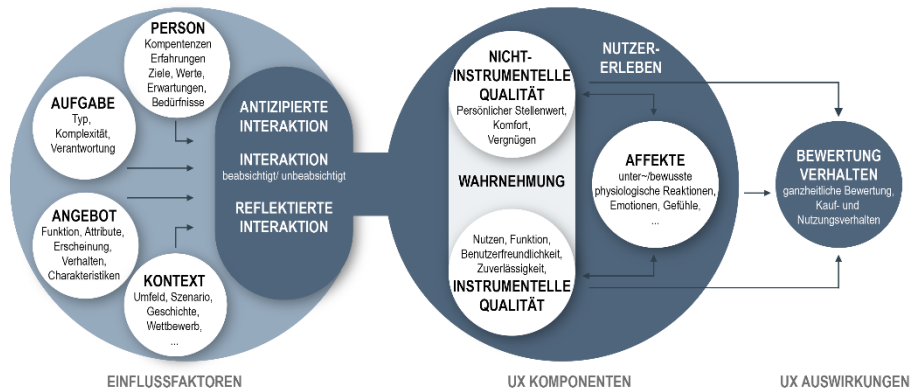 PERSON
Kompetenzen
Erfahrungen
Ziele, Werte,
Erwartungen,
Bedürfnisse
AUFGABE
Typ,
Komplexität,
Verantwortung
ANGEBOT
Funktion, Attribute,
Erscheinung,
Verhalten,
Charakteristiken
KONTEXT
Umfeld, Szenario,
Geschichte,
Wettbewerb,
...
ANTIZIPIERTE
INTERAKTION
INTERAKTION
beabsichtigt/ unbeabsichtigt
REFLEKTIERTE
INTERAKTION
NICHT-
INSTRUMENTELLE
QUALITÄT
Persönlicher Stellenwert,
Komfort,
Vergnügen
WAHRNEHMUNG
Nutzen, Funktion,
Benutzerfreundlichkeit,
Zuverlässigkeit,
INSTRUMENTELLE
QUALITÄT
NUTZER-
ERLEBEN
AFFEKTE
unter~/bewusste
physiologische Reaktionen,
Emotionen, Gefühle,
...
BEWERTUNG
VERHALTEN
ganzheitliche Bewertung,
Kauf- und
Nutzungsverhalten
EINFLUSSFAKTOREN
UX KOMPONENTEN
UX AUSWIRKUNGEN